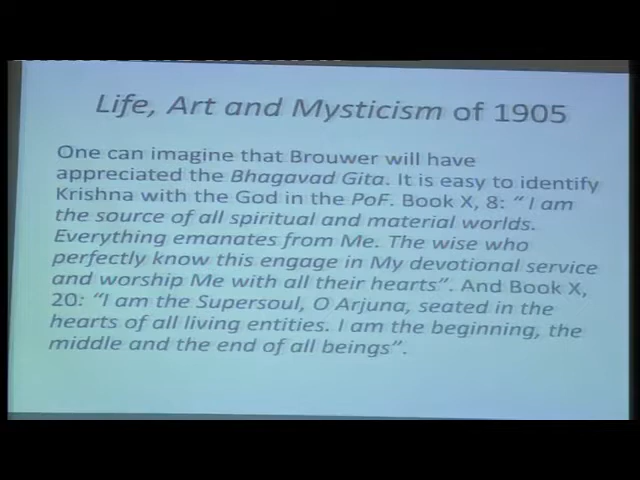 Life, Art and Mysticism of 1905
One can imagine that Brouwer will have
appreciated the Bhagavad Gita. It is easy to identify
Krishna with the God in the PoF. Book X, 8: “ I am
the source of all spiritual and material worlds.
Everything emanates from Me. The wise who
perfectly know this engage in My devotional service
and worship Me with all their hearts”. And Book X,
20: “I am the Supersoul, O Arjuna, seated in the
hearts of all living entities. I am the beginning, the
middle and the end of all beings”.